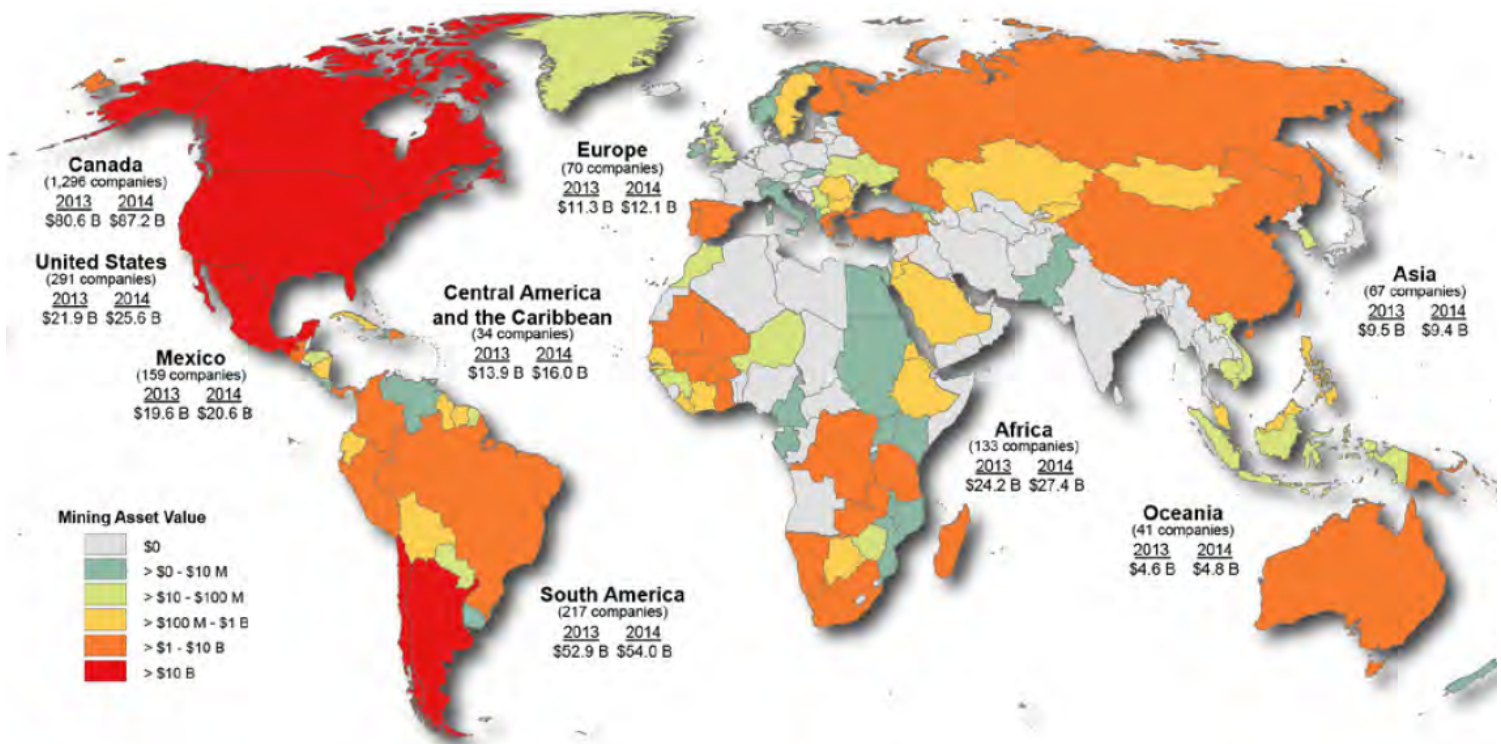 Canada
(1,296 companies)
2013 2014
$80.6 B $87.2 B
United States
(291 companies)
2013 2014
$21.9 B $25.6 B
Mexico
(159 companies)
2013 2014
$19.6 B $20.6 B
Central America
and the Caribbean
(34 companies)
2013 2014
$13.9 B $16.0 B
Europe
(70 companies)
2013 2014
$11.3 B $12.1 B
Asia
(67 companies)
2013 2014
$9.5 B $9.4 B
Africa
(133 companies)
2013 2014
$24.2 B $27.4 B
Oceania
(41 companies)
2013 2014
$4.6 B $4.8 B
South America
(217 companies)
2013 2014
$52.9 B $54.0 B
Mining Asset Value
$0
> $0 - $10 M
> $10 - $100 M
> $100 M - $1 B
> $1 - $10 B
> $10 B